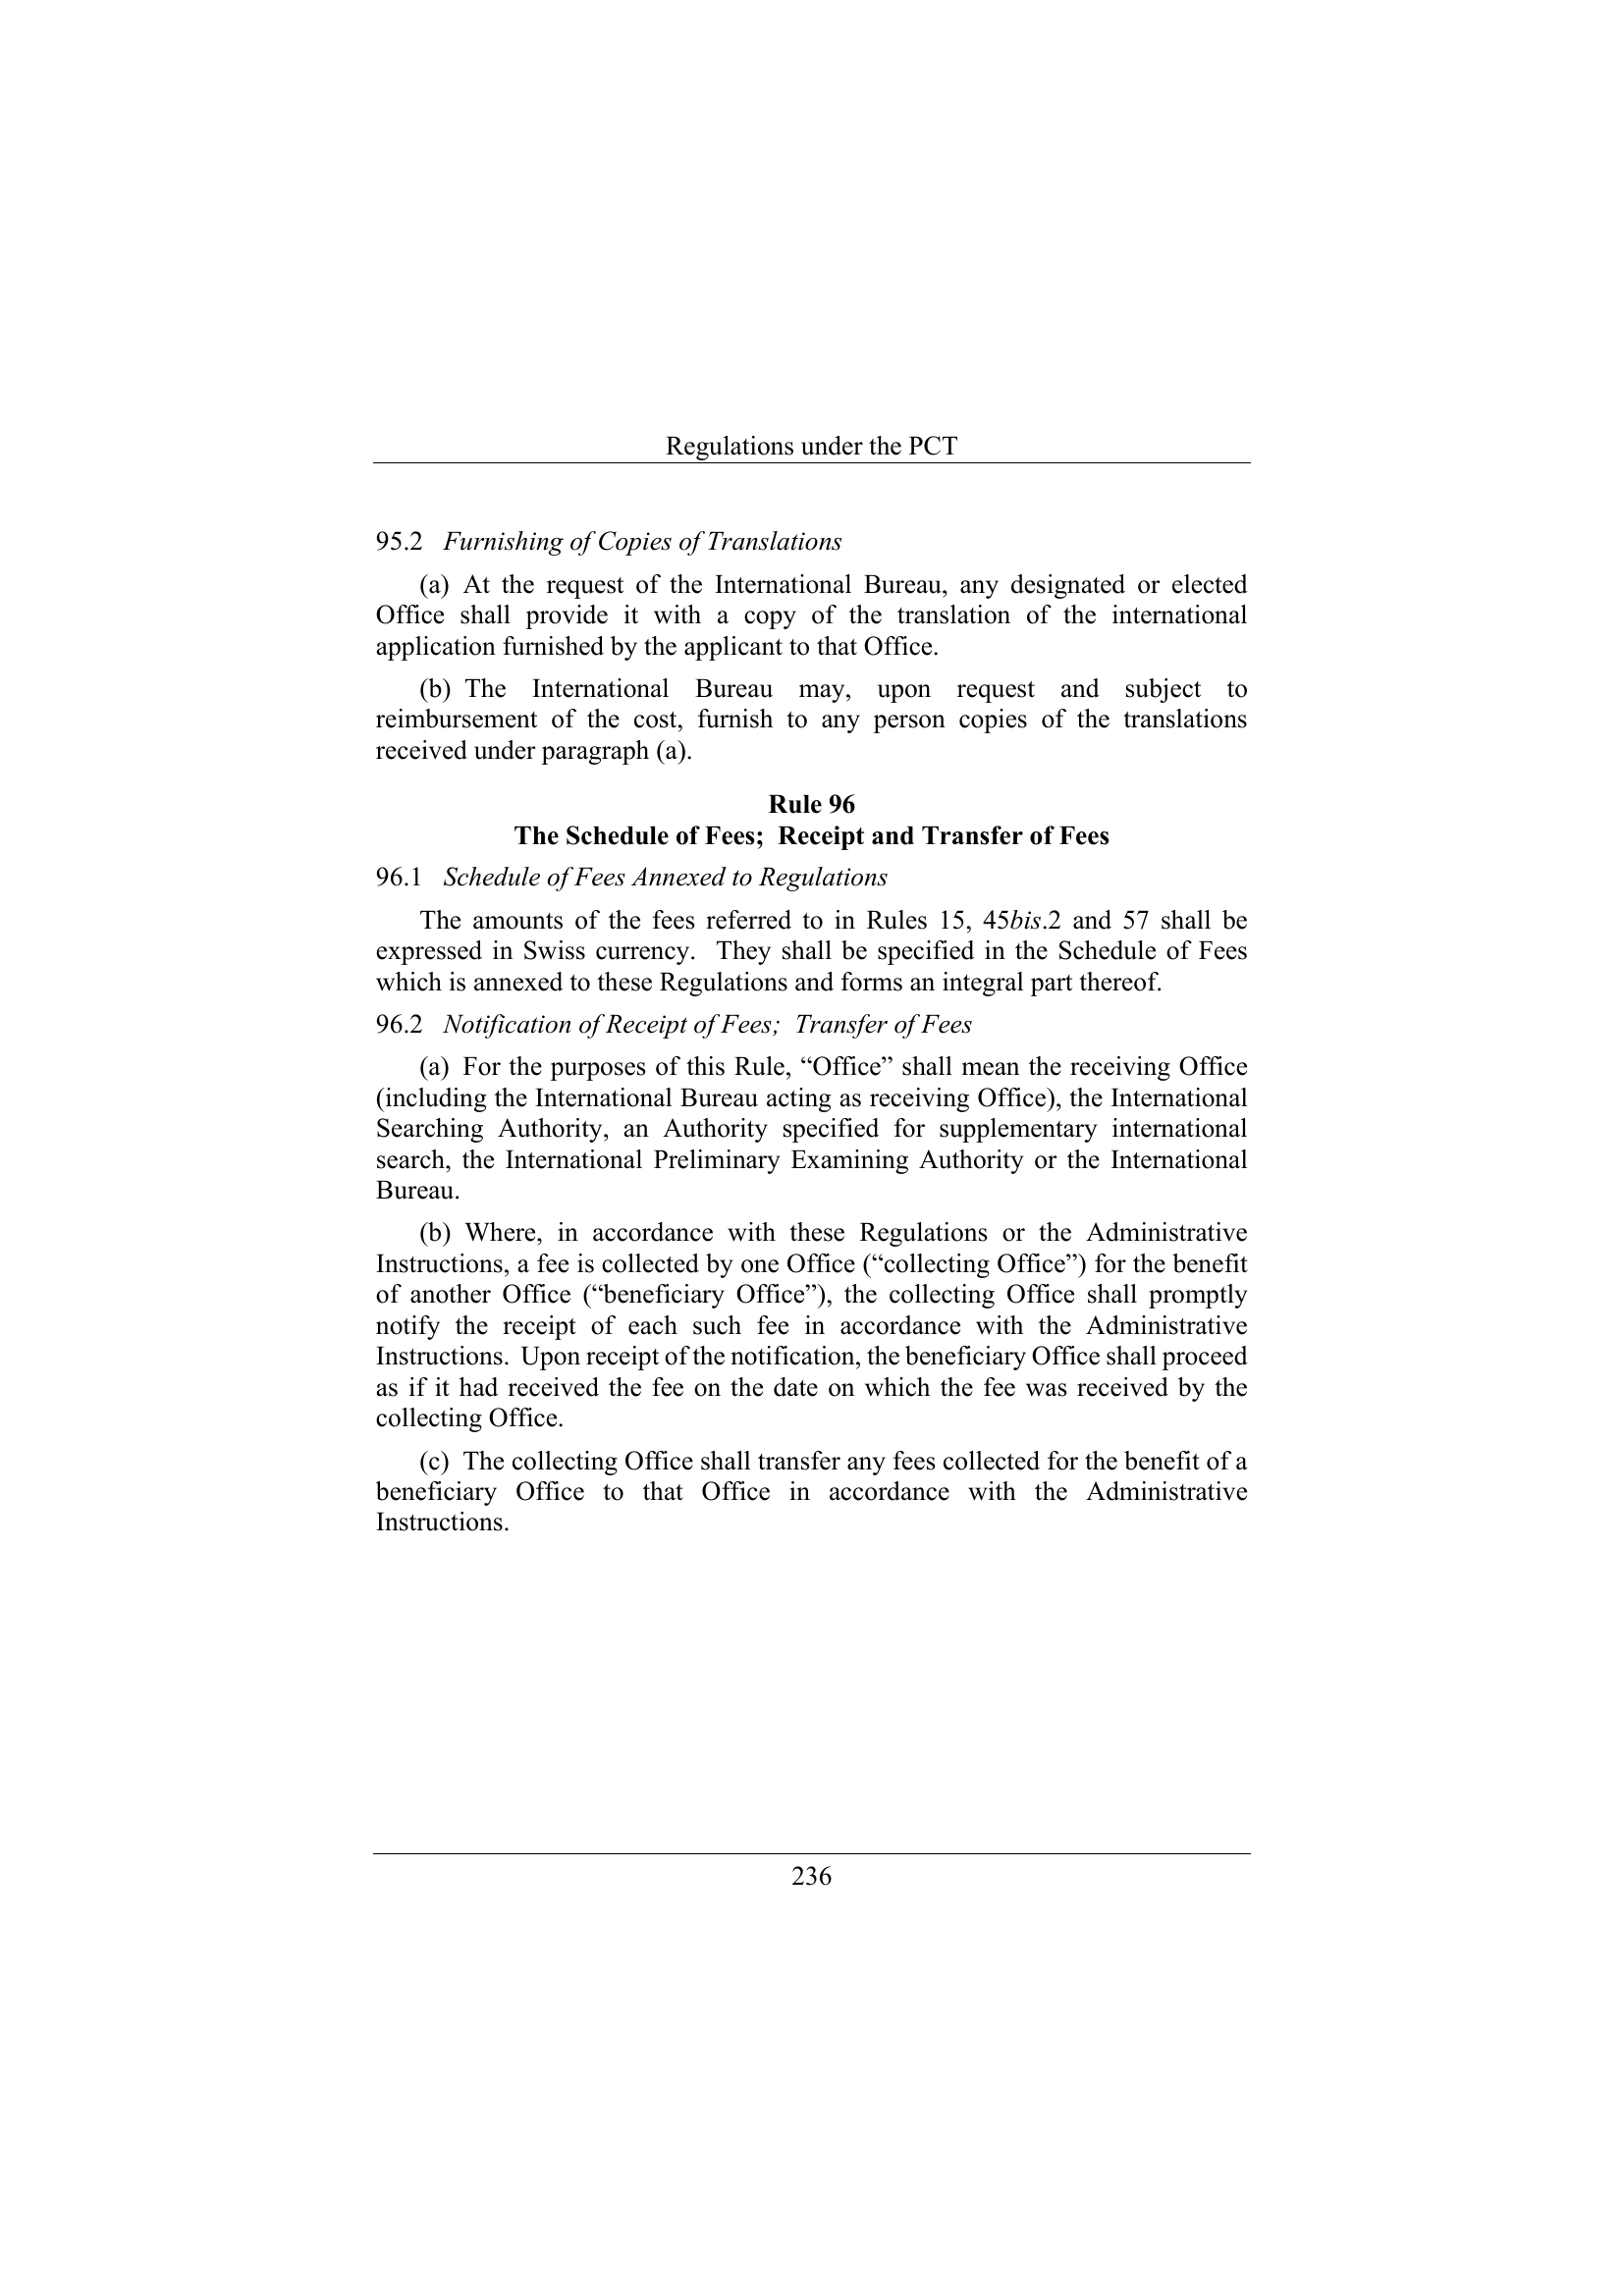 Regulations under the PCT
95.2 Furnishing of Copies of Translations
(a) At the request of the International Bureau, any designated or elected
Office shall provide it with a copy of the translation of the international
application furnished by the applicant to that Office.
(b) The International Bureau may, upon request and subject to
reimbursement of the cost, furnish to any person copies of the translations
received under paragraph (a).
Rule 96
The Schedule of Fees; Receipt and Transfer of Fees
96.1 Schedule of Fees Annexed to Regulations
The amounts of the fees referred to in Rules 15, 45bis.2 and 57 shall be
expressed in Swiss currency. They shall be specified in the Schedule of Fees
which is annexed to these Regulations and forms an integral part thereof.
96.2 Notification of Receipt of Fees; Transfer of Fees
(a) For the purposes of this Rule, “Office” shall mean the receiving Office
(including the International Bureau acting as receiving Office), the International
Searching Authority, an Authority specified for supplementary international
search, the International Preliminary Examining Authority or the International
Bureau.
(b) Where, in accordance with these Regulations or the Administrative
Instructions, a fee is collected by one Office (“collecting Office”) for the benefit
of another Office (“beneficiary Office”), the collecting Office shall promptly
notify the receipt of each such fee in accordance with the Administrative
Instructions. Upon receipt of the notification, the beneficiary Office shall proceed
as if it had received the fee on the date on which the fee was received by the
collecting Office.
(c) The collecting Office shall transfer any fees collected for the benefit of a
beneficiary Office to that Office in accordance with the Administrative
Instructions.
236